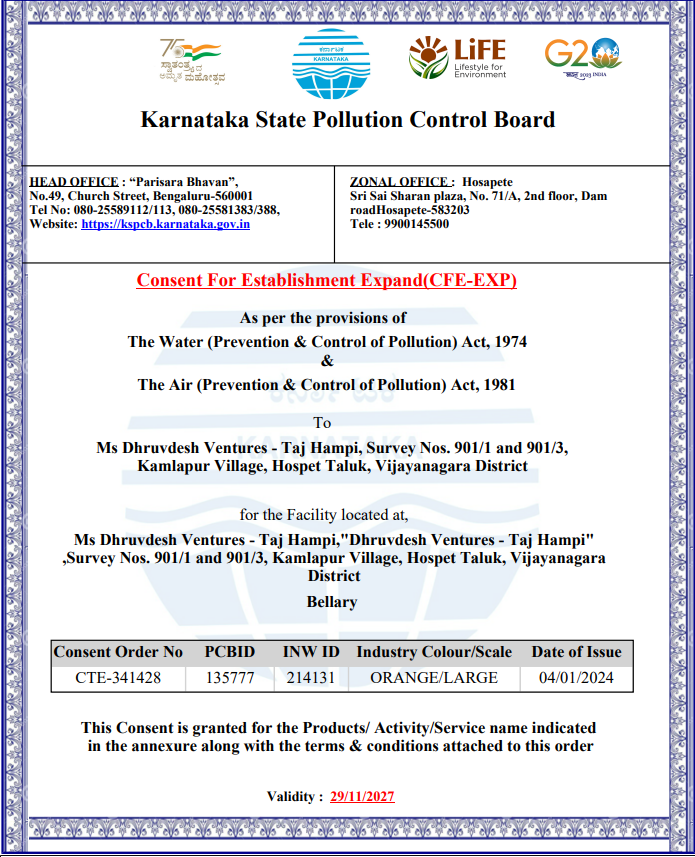 75
ಸ್ವಾತಂತ್ರ್ಯದ
ಅಮೃತ ಮಹೋತ್ಸವ
ಕರ್ನಾಟಕ
KARNATAKA
LiFE
Lifestyle for
Environment
G20
भारत 2023 INDIA
Karnataka State Pollution Control Board
HEAD OFFICE : “Parisara Bhavan”,
No.49, Church Street, Bengaluru-560001
Tel No: 080-25589112/113, 080-25581383/388,
Website: https://kspcb.karnataka.gov.in
ZONAL OFFICE : Hosapete
Sri Sai Sharan plaza, No. 71/A, 2nd floor, Dam
roadHosapete-583203
Tele : 9900145500
Consent For Establishment Expand(CFE-EXP)
As per the provisions of
The Water (Prevention & Control of Pollution) Act, 1974
&
The Air (Prevention & Control of Pollution) Act, 1981
ಕರ್ನಾಟಕ
To
KARNATAKA
Ms Dhruvdesh Ventures - Taj Hampi, Survey Nos. 901/1 and 901/3,
Kamlapur Village, Hospet Taluk, Vijayanagara District
for the Facility located at,
Ms Dhruvdesh Ventures - Taj Hampi,"Dhruvdesh Ventures - Taj Hampi"
,Survey Nos. 901/1 and 901/3, Kamlapur Village, Hospet Taluk, Vijayanagara
District
Bellary
Consent Order No PCBID INW ID Industry Colour/Scale Date of Issue
CTE-341428 135777 214131 ORANGE/LARGE 04/01/2024
This Consent is granted for the Products/ Activity/Service name indicated
in the annexure along with the terms & conditions attached to this order
Validity : 29/11/2027